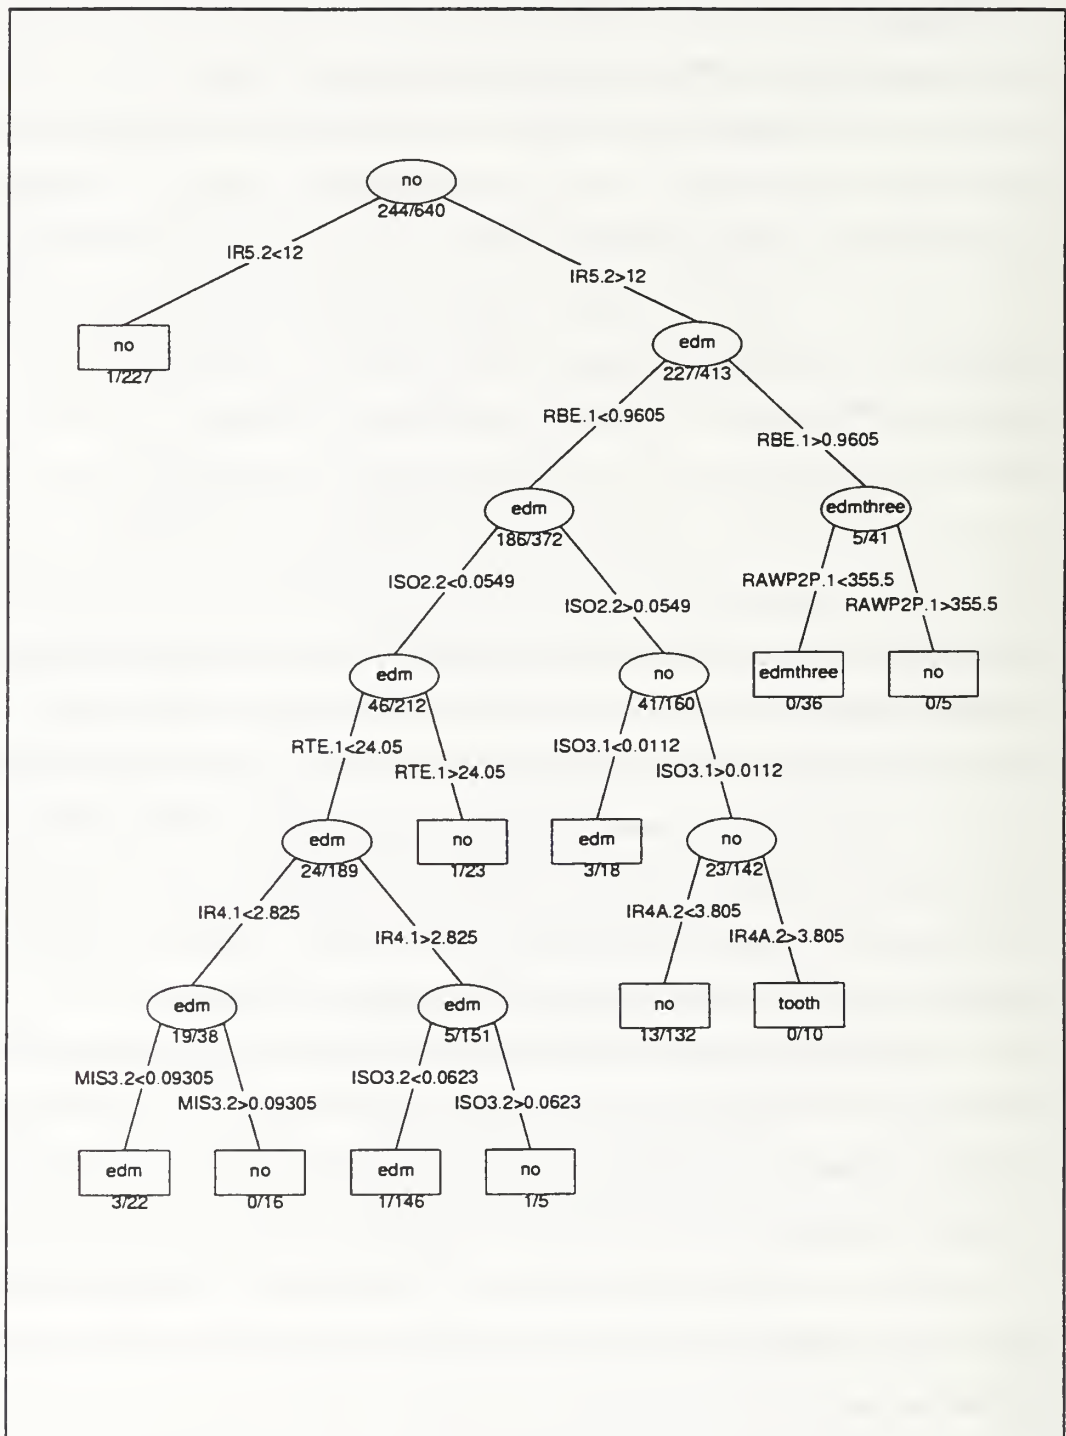 no
244/640
IR5.2<12
IR5.2>12
no
1/227
edm
227/413
RBE.1<0.9605
RBE.1>0.9605
edm
186/372
edmthree
5/41
ISO2.2<0.0549
ISO2.2>0.0549
RAWP2P.1<355.5
RAWP2P.1>355.5
edm
46/212
no
41/160
edmthree
0/36
no
0/5
RTE.1<24.05
RTE.1>24.05
ISO3.1<0.0112
ISO3.1>0.0112
edm
24/189
no
1/23
edm
3/18
no
23/142
IR4.1<2.825
IR4.1>2.825
IR4A.2<3.805
IR4A.2>3.805
edm
19/38
edm
5/151
no
13/132
tooth
0/10
MIS3.2<0.09305
MIS3.2>0.09305
ISO3.2<0.0623
ISO3.2>0.0623
edm
3/22
no
0/16
edm
1/146
no
1/5